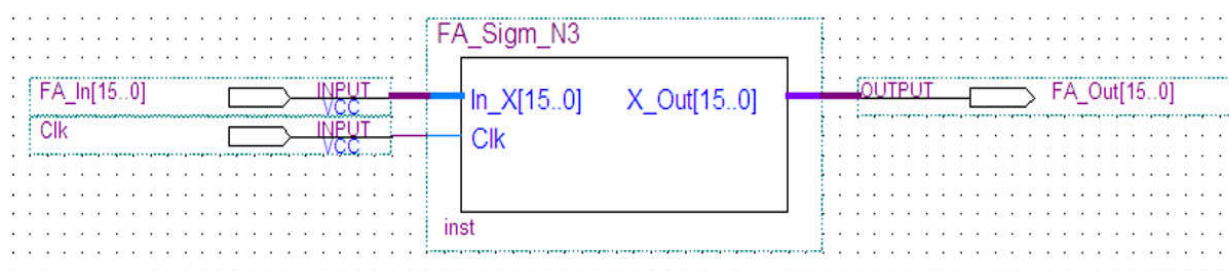 FA_Sigm_N3
FA_In[15..0]
INPUT
VCC
In_X[15..0]
X_Out[15..0]
OUTPUT
FA_Out[15..0]
Clk
INPUT
VCC
Clk
inst